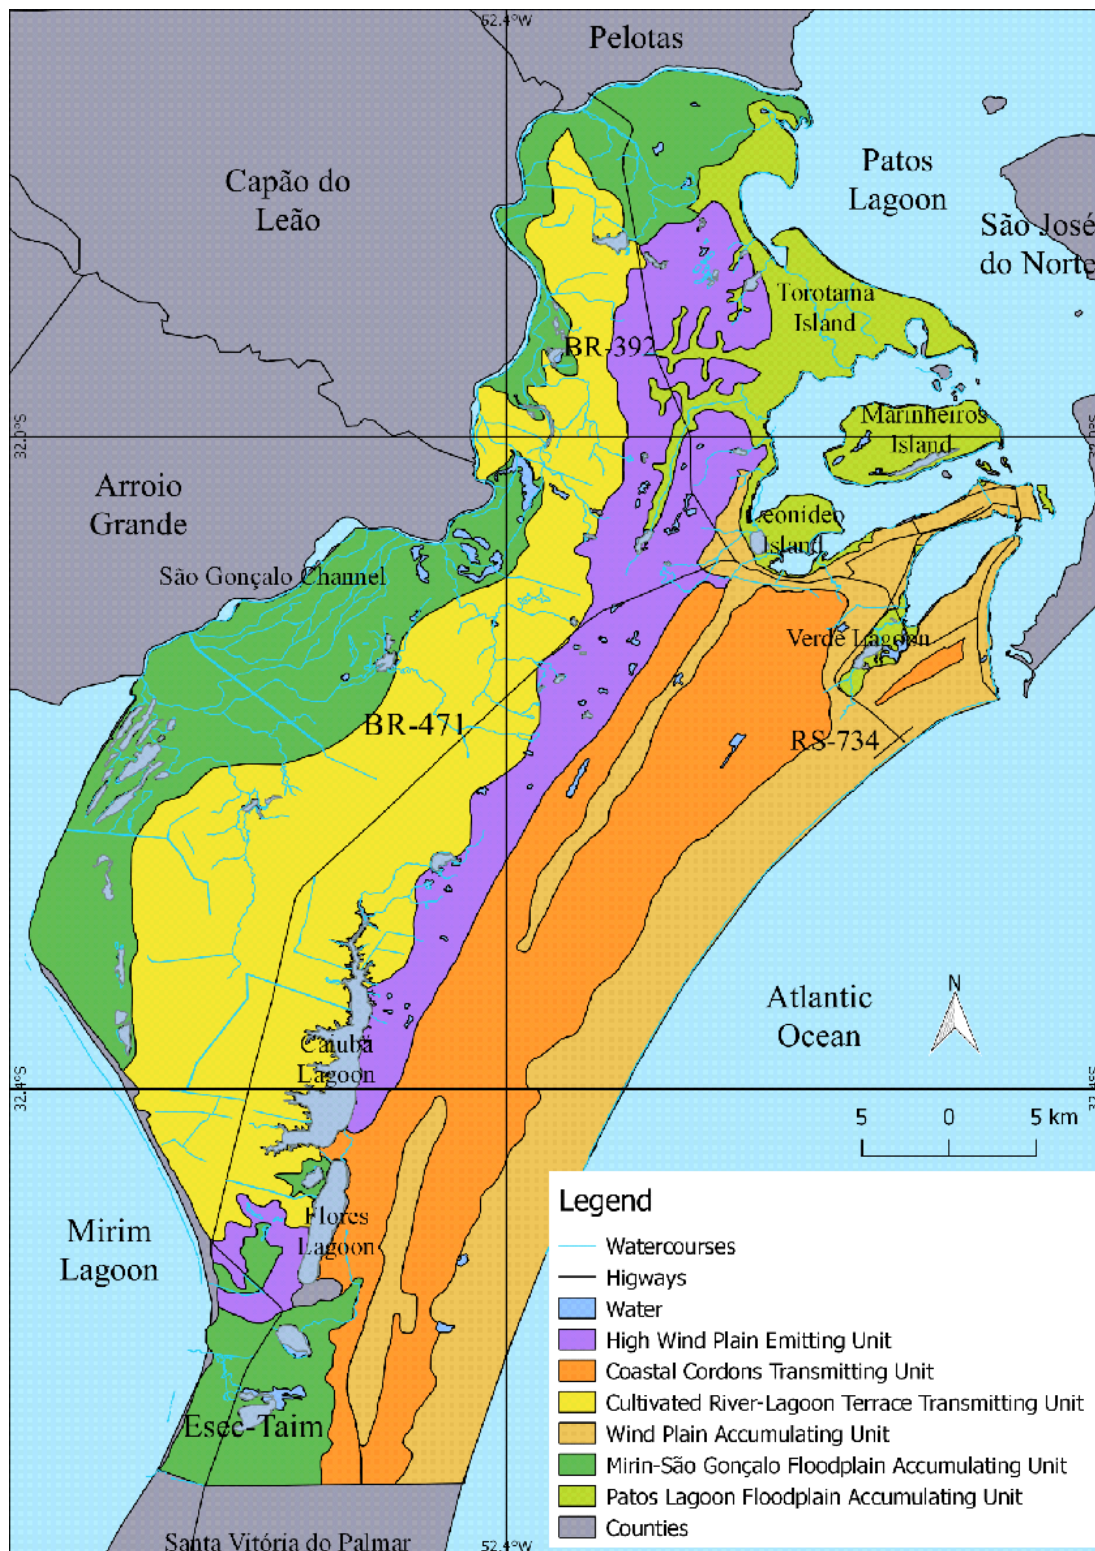 52.4°W
Pelotas
Capão do
Leão
Patos
Lagoon
São José
do Norte
Torotama
Island
BR-392
Marinheiros
Island
Arroio
Grande
Leonideo
Island
São Gonçalo Channel
Verde Lagoon
BR-471
RS-734
Atlantic
Ocean
N
Caiubá
Lagoon
32.4°S
5 0 5 km
Mirim
Lagoon
Flores
Lagoon
Esec-Taim
Santa Vitória do Palmar
52.4°W
Legend
Watercourses
Higways
Water
High Wind Plain Emitting Unit
Coastal Cordons Transmitting Unit
Cultivated River-Lagoon Terrace Transmitting Unit
Wind Plain Accumulating Unit
Mirin-São Gonçalo Floodplain Accumulating Unit
Patos Lagoon Floodplain Accumulating Unit
Counties